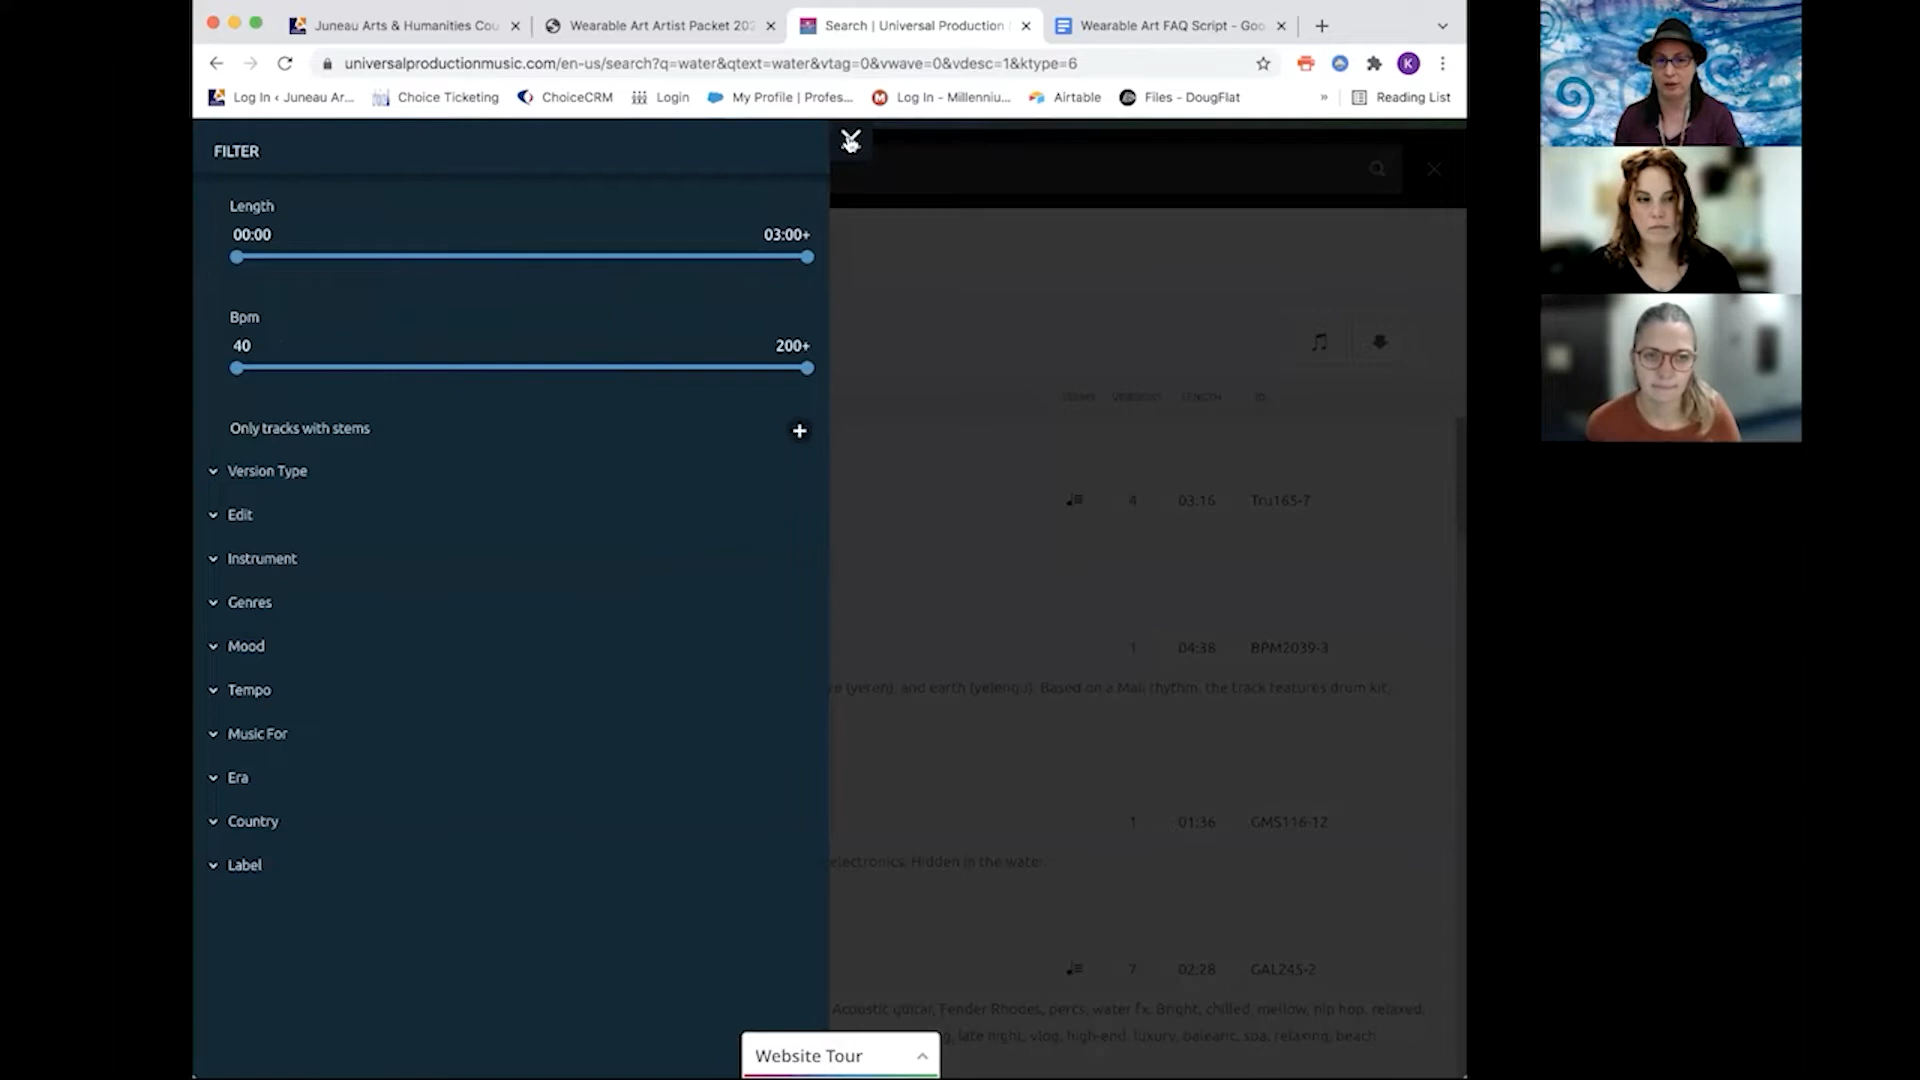 Juneau Arts & Humanities Cou
Wearable Art Artist Packet 202
Search | Universal Production
Wearable Art FAQ Script - Goo
universalproductionmusic.com/en-us/search?q=water&qtext=water&vtag=0&vwave=0&vdesc=1&ktype=6
K
Log In ‹ Juneau Ar...
Choice Ticketing
ChoiceCRM
Login
My Profile | Profes...
Log In - Millenniu...
Airtable
Files - DougFlat
»
Reading List
FILTER
Length
00:00
03:00+
Bpm
40
200+
Only tracks with stems
Version Type
Edit
Instrument
Genres
Mood
Tempo
Music For
Era
Country
Label
VERSIONS LENGTH ID
4 03:16 Tru165-7
1 04:38 BPM2039-3
(yeren), and earth (yelengu). Based on a Mali rhythm, the track features drum kit,
1 01:36 GMS116-12
electronics. Hidden in the water.
7 02:28 GAL245-2
Acoustic guitar, Fender Rhodes, percs, water fx. Bright, chilled, mellow, hip hop, relaxed,
late night, vlog, high-end, luxury, balearic, spa, relaxing, beach
Website Tour